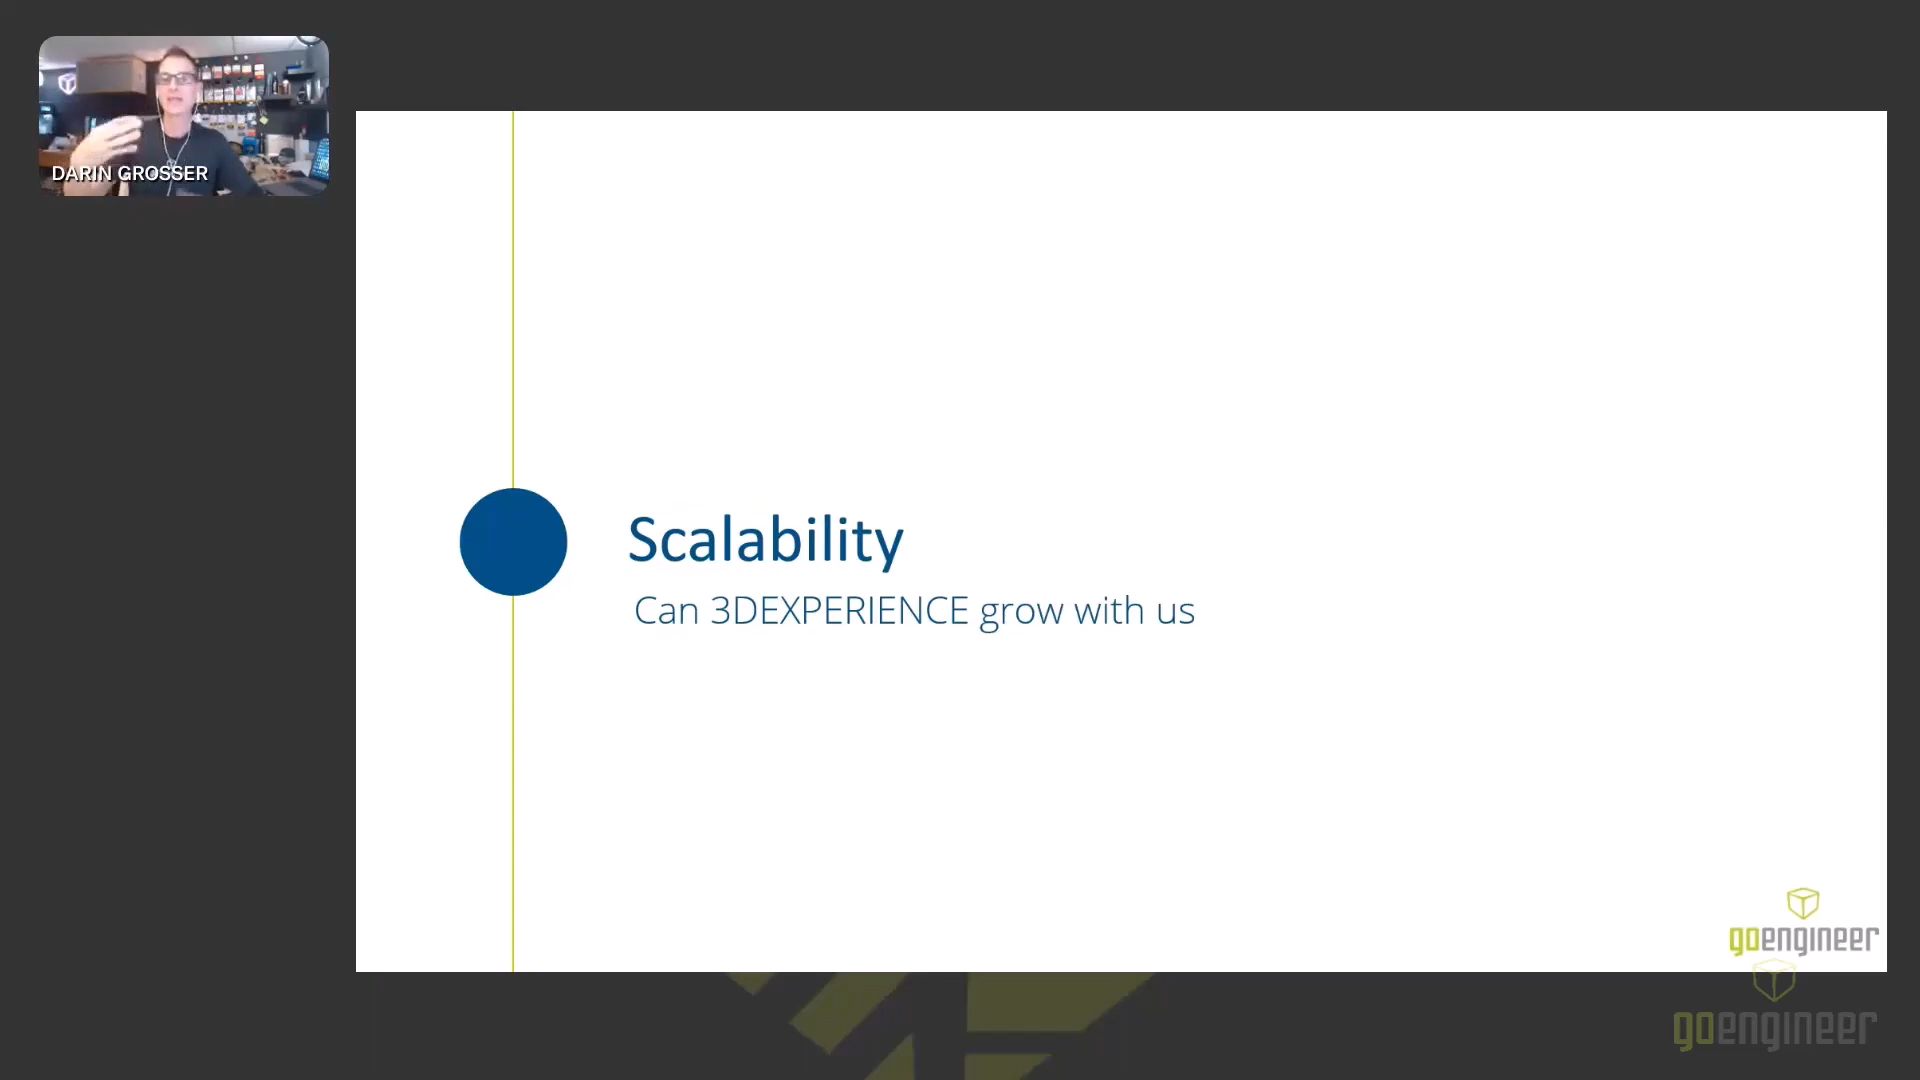 DARIN GROSSER
Scalability
Can 3DEXPERIENCE grow with us
goengineer
goengineer